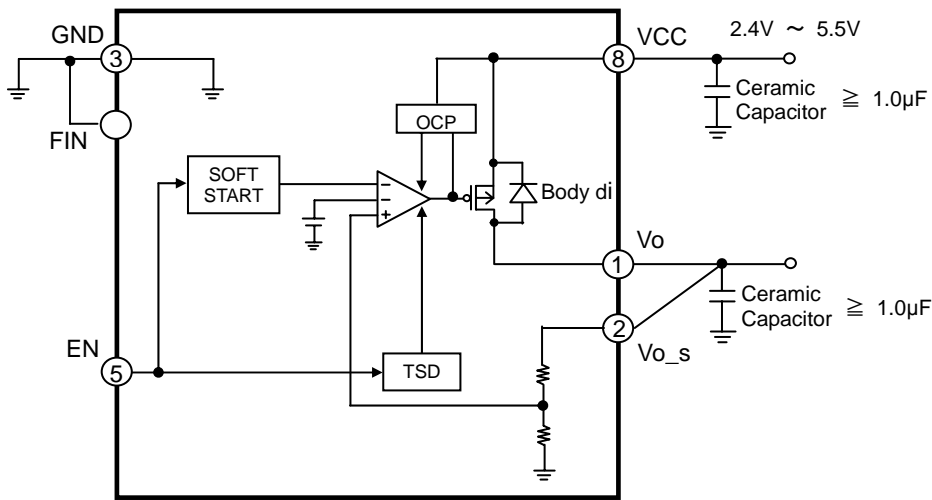 GND
3
FIN
VCC
8
2.4V ~ 5.5V
Ceramic
Capacitor ≧ 1.0µF
OCP
SOFT
START
−
−
+
Body di
Vo
1
Ceramic
Capacitor ≧ 1.0µF
2
Vo_s
EN
5
TSD